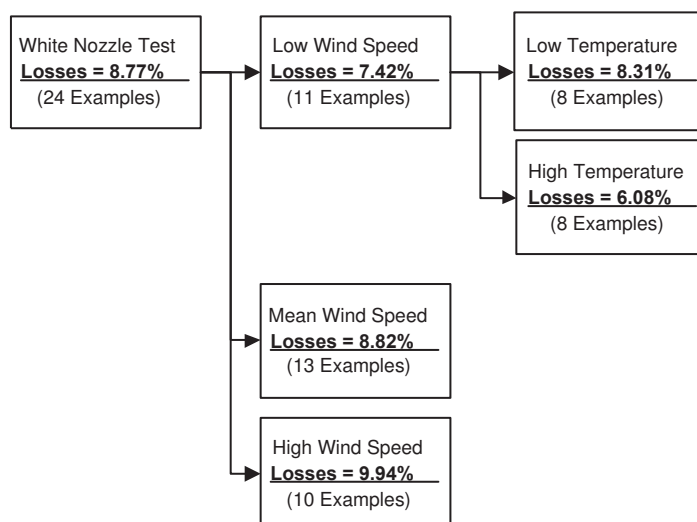 White Nozzle Test
Losses = 8.77%
(24 Examples)
Low Wind Speed
Losses = 7.42%
(11 Examples)
Low Temperature
Losses = 8.31%
(8 Examples)
High Temperature
Losses = 6.08%
(8 Examples)
Mean Wind Speed
Losses = 8.82%
(13 Examples)
High Wind Speed
Losses = 9.94%
(10 Examples)